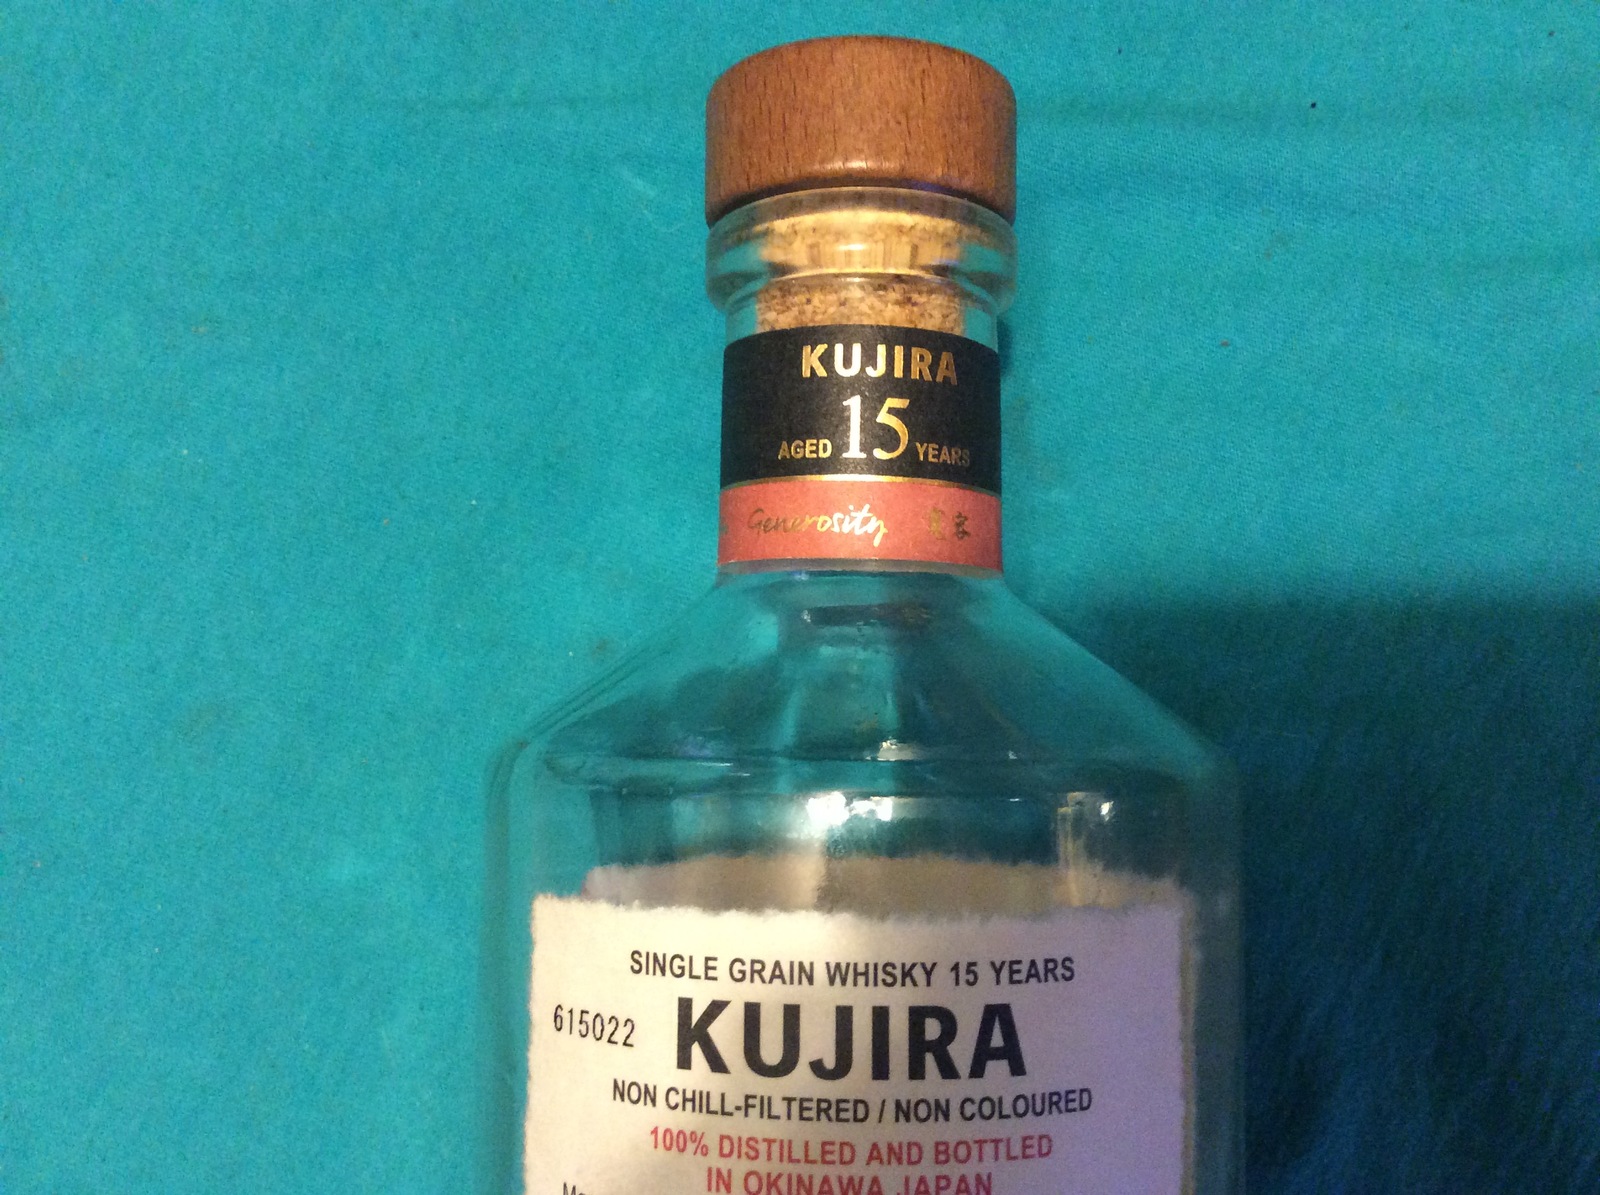 KUJIRA
AGED 15 YEARS
Generosity
SINGLE GRAIN WHISKY 15 YEARS
615022
KUJIRA
NON CHILL-FILTERED / NON COLOURED
100% DISTILLED AND BOTTLED
IN OKINAWA JAPAN